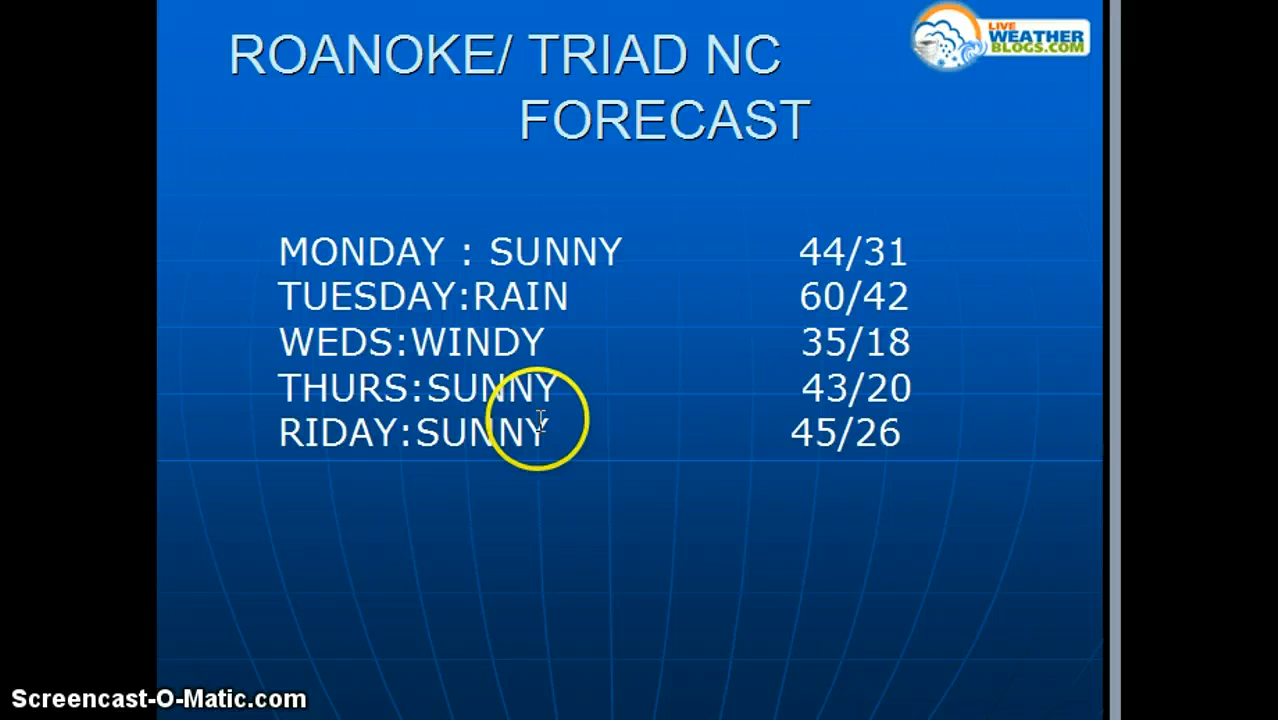 ROANOKE/ TRIAD NC
FORECAST
LIVE
WEATHER
BLOGS.COM
MONDAY : SUNNY 44/31
TUESDAY:RAIN 60/42
WEDS:WINDY 35/18
THURS:SUNNY 43/20
RIDAY:SUNNY 45/26
Screencast-O-Matic.com